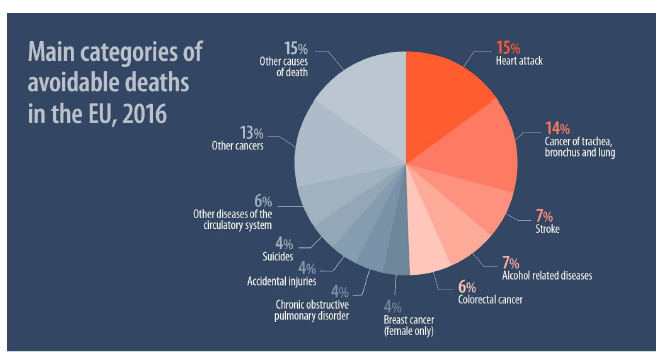 Main categories of
avoidable deaths
in the EU, 2016
15%
Heart attack
14%
Cancer of trachea,
bronchus and lung
7%
Stroke
7%
Alcohol related diseases
6%
Colorectal cancer
4%
Breast cancer
(female only)
4%
Chronic obstructive
pulmonary disorder
4%
Accidental injuries
4%
Suicides
6%
Other diseases of the
circulatory system
13%
Other cancers
15%
Other causes
of death